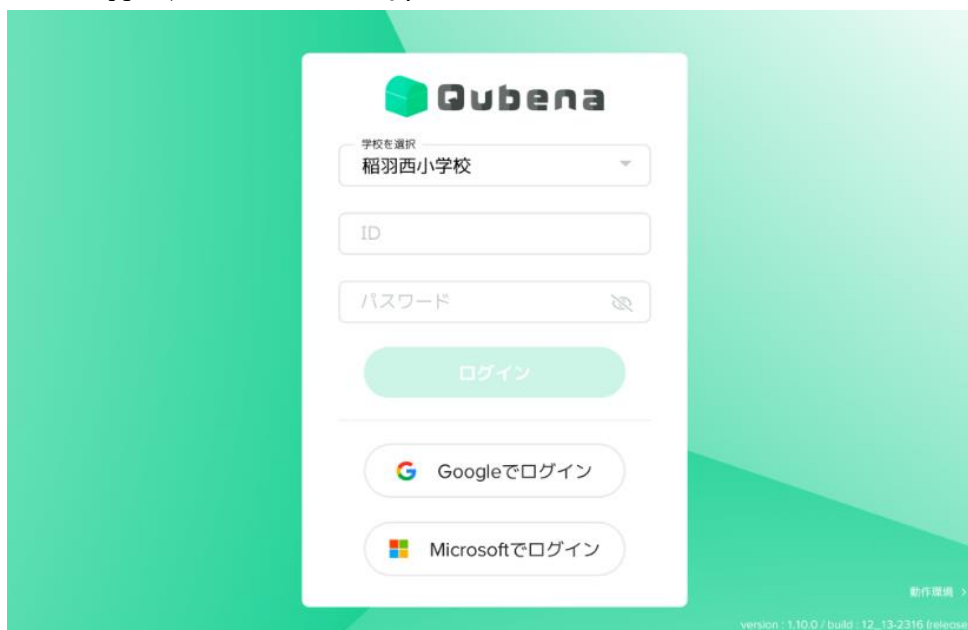 Qubena
学校を選択
稲羽西小学校
ID
パスワード
ログイン
Googleでログイン
Microsoftでログイン
動作環境 >
version : 1.10.0 / build : 12_13-2316 (release